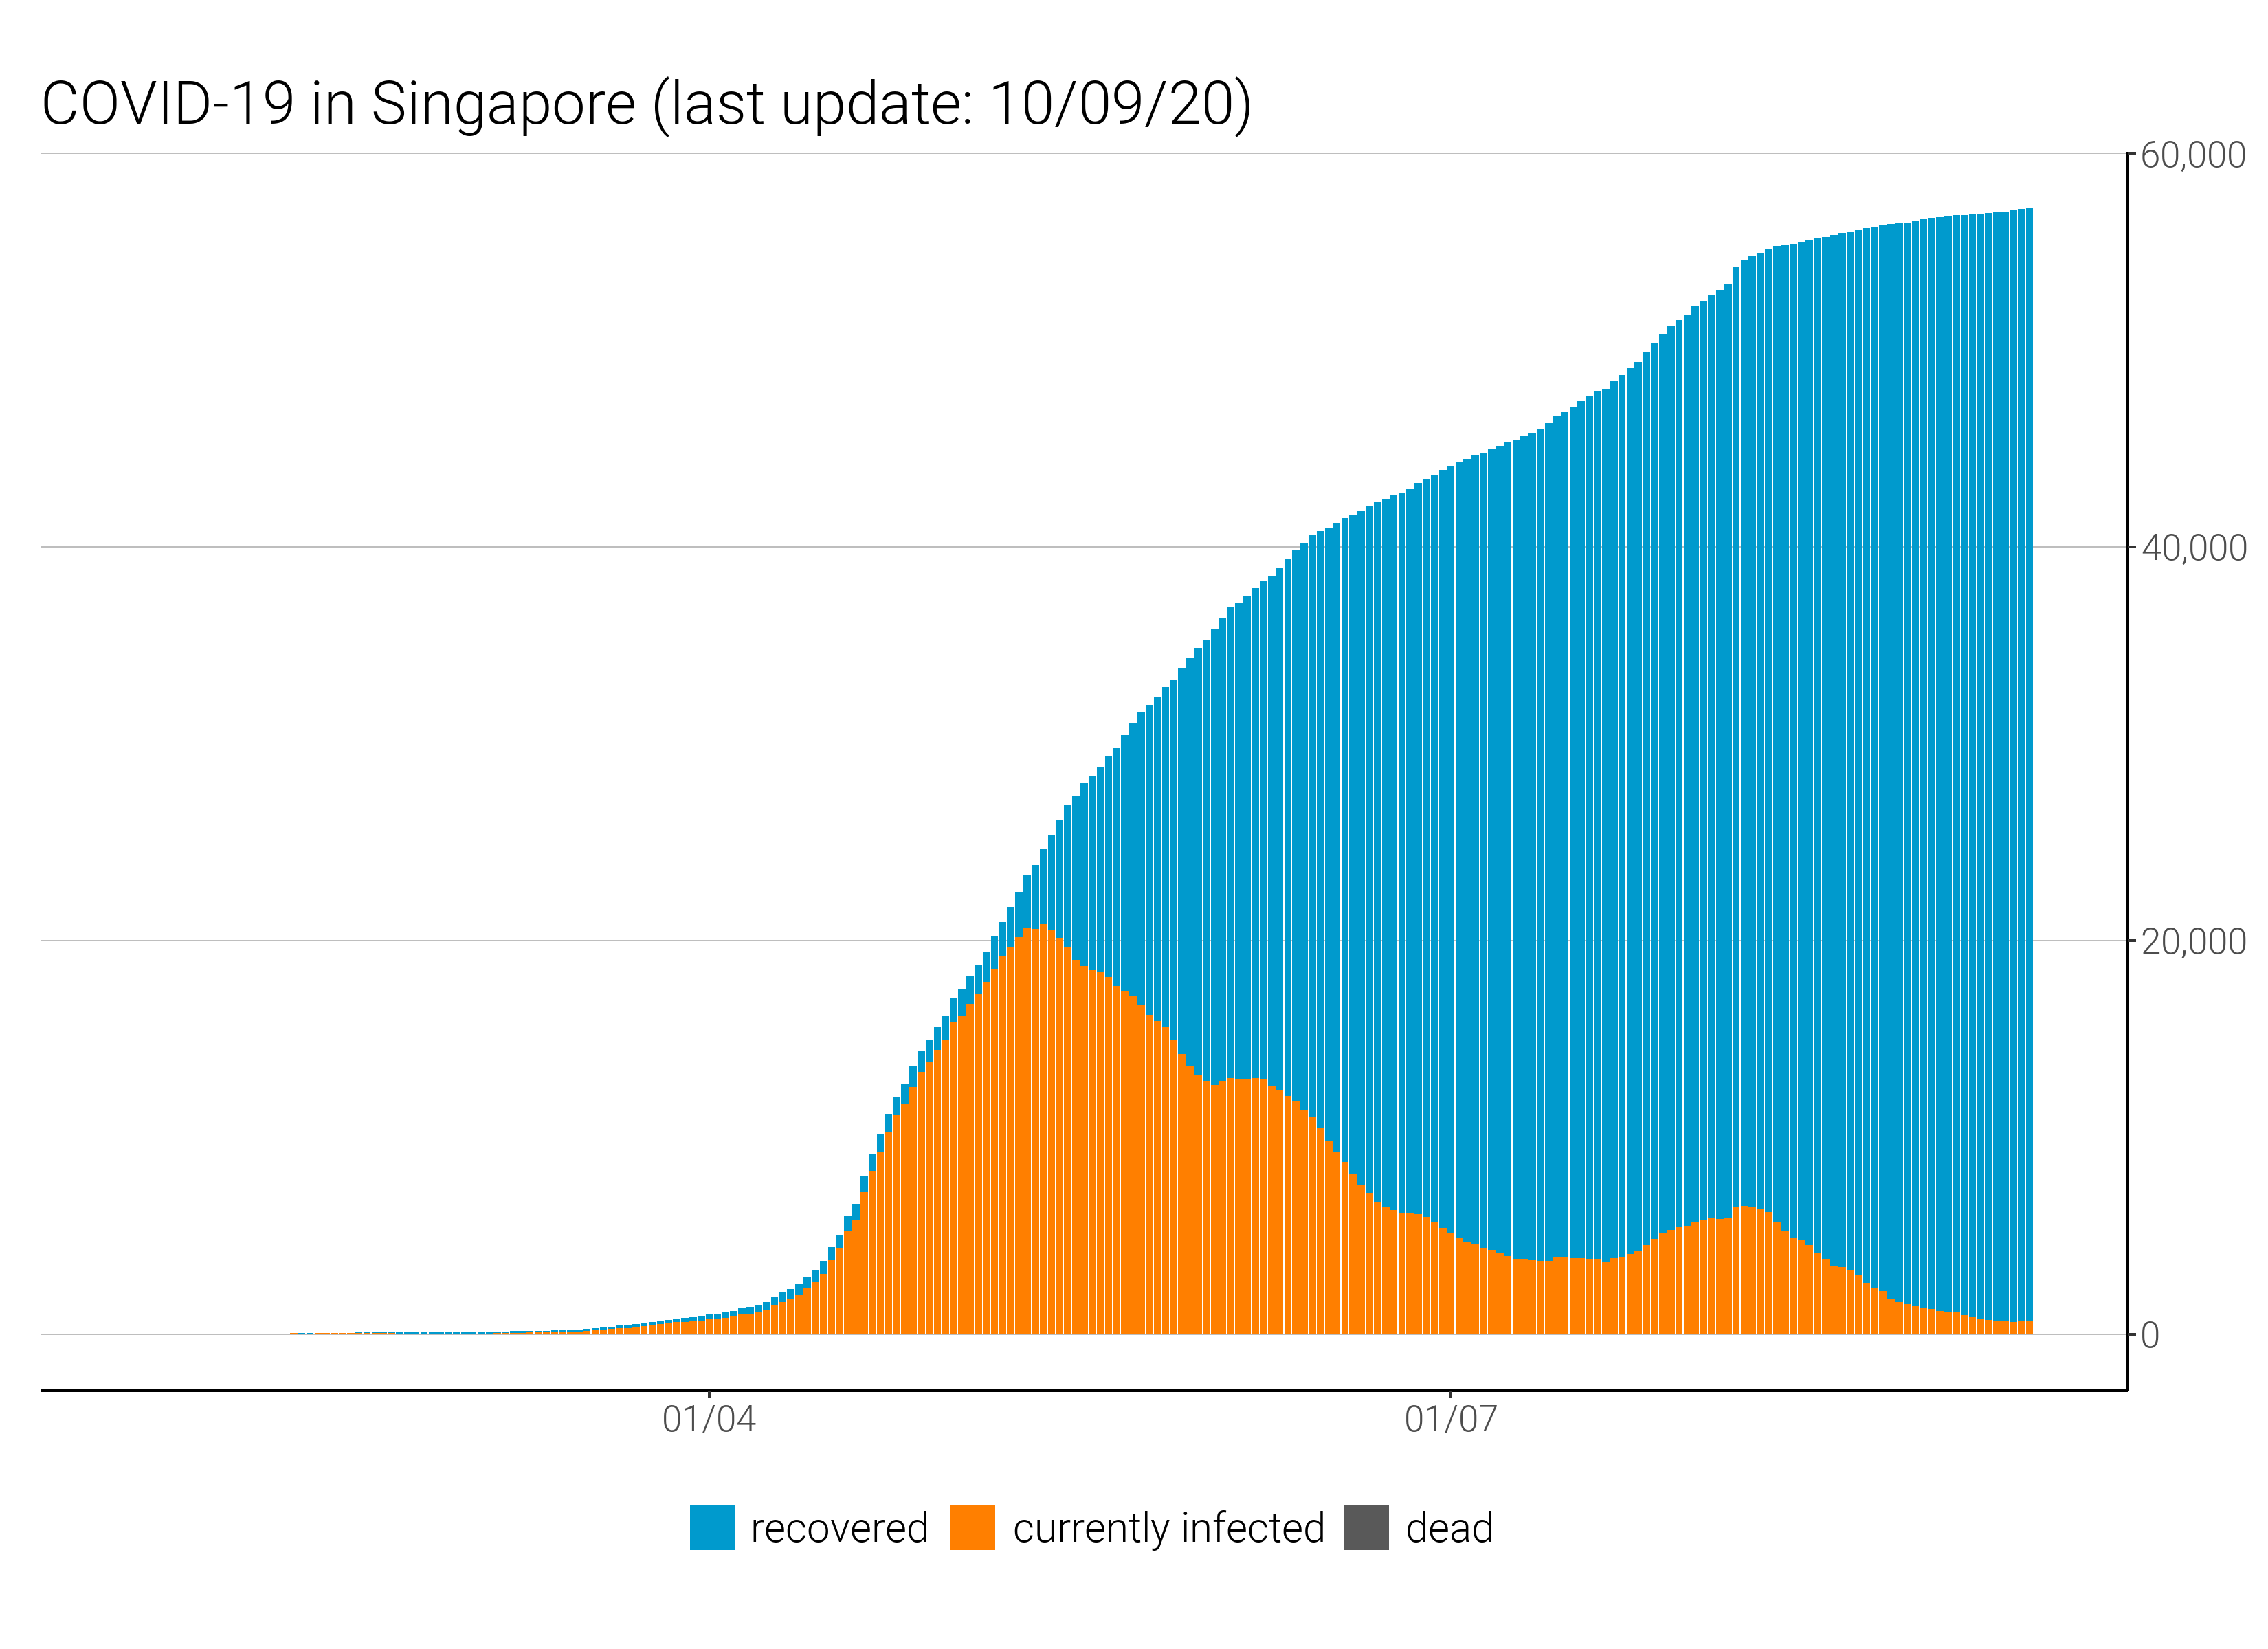 COVID-19 in Singapore (last update: 10/09/20)
60,000
40,000
20,000
0
01/04 01/07
recovered currently infected dead